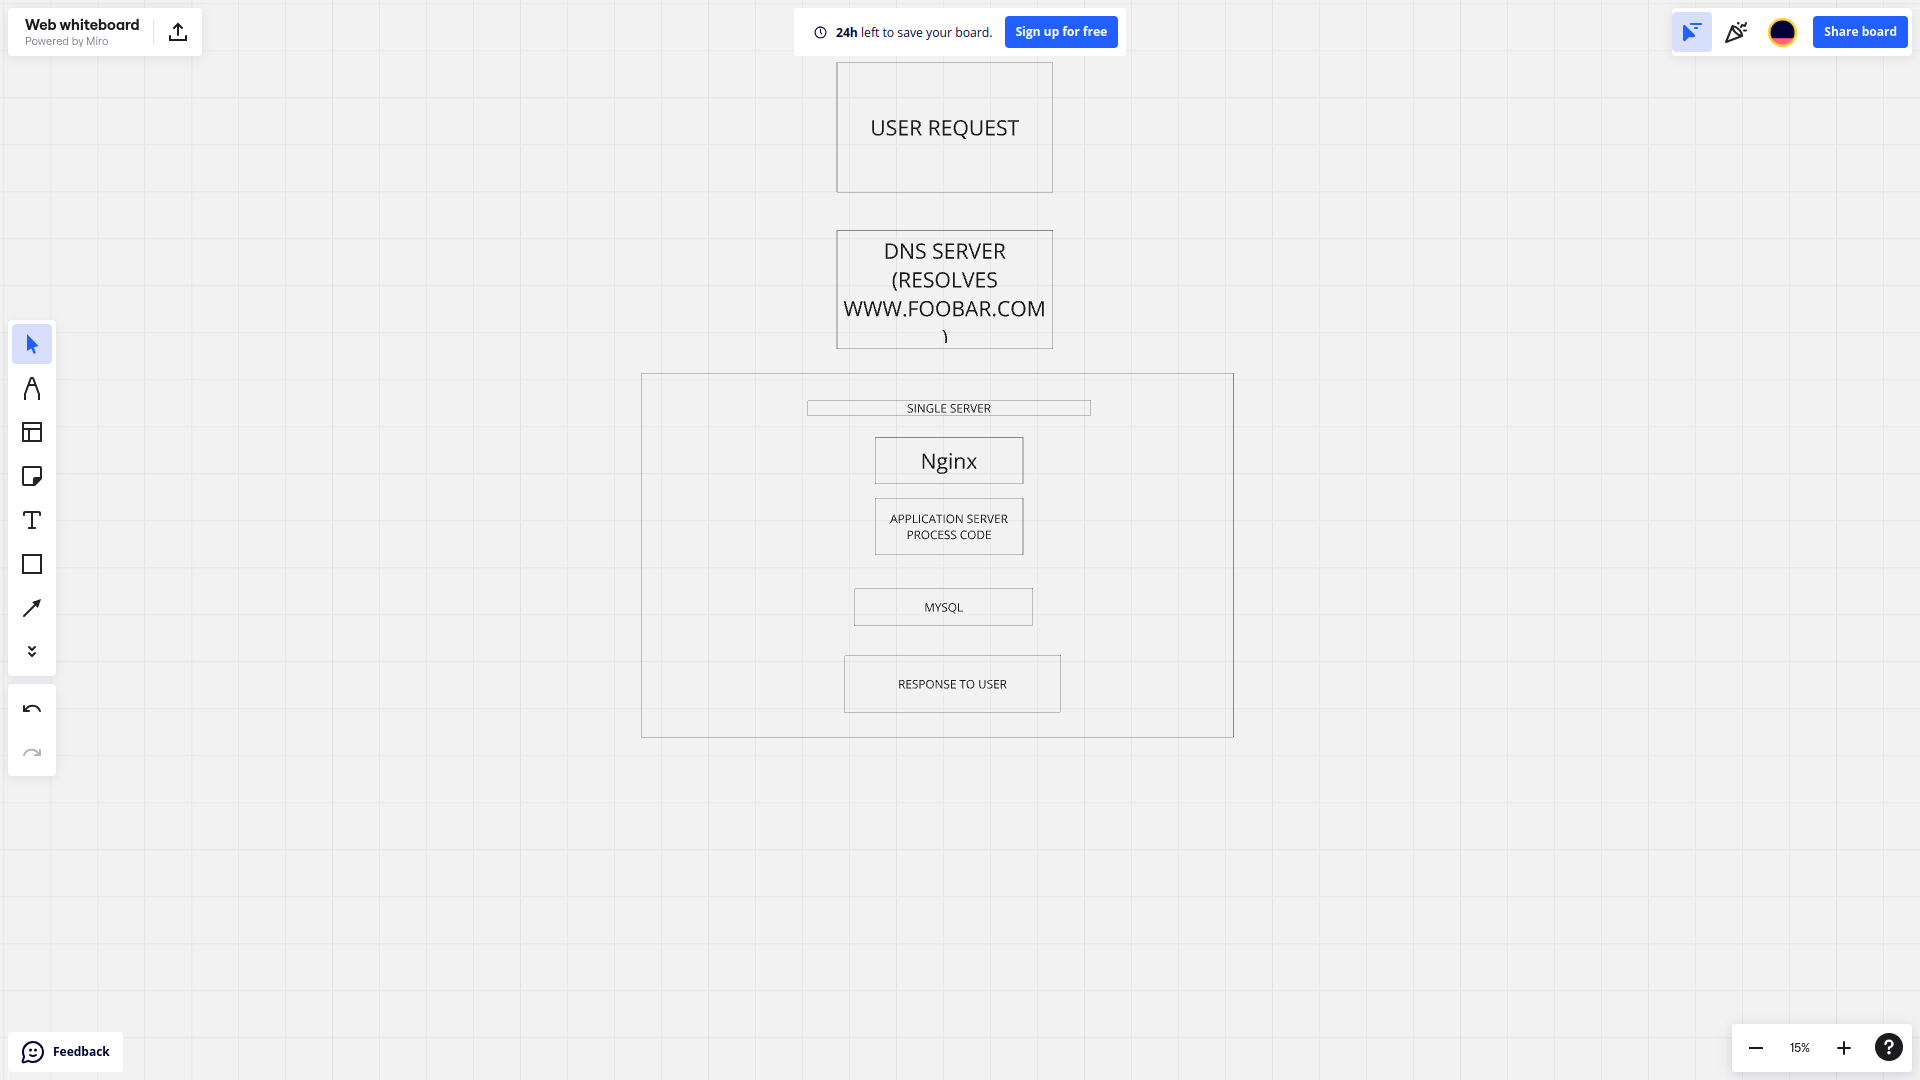 Web whiteboard
Powered by Miro
24h left to save your board.
Sign up for free
Share board
USER REQUEST
DNS SERVER
(RESOLVES
WWW.FOOBAR.COM
)
SINGLE SERVER
Nginx
APPLICATION SERVER
PROCESS CODE
MYSQL
RESPONSE TO USER
Feedback
15%
?